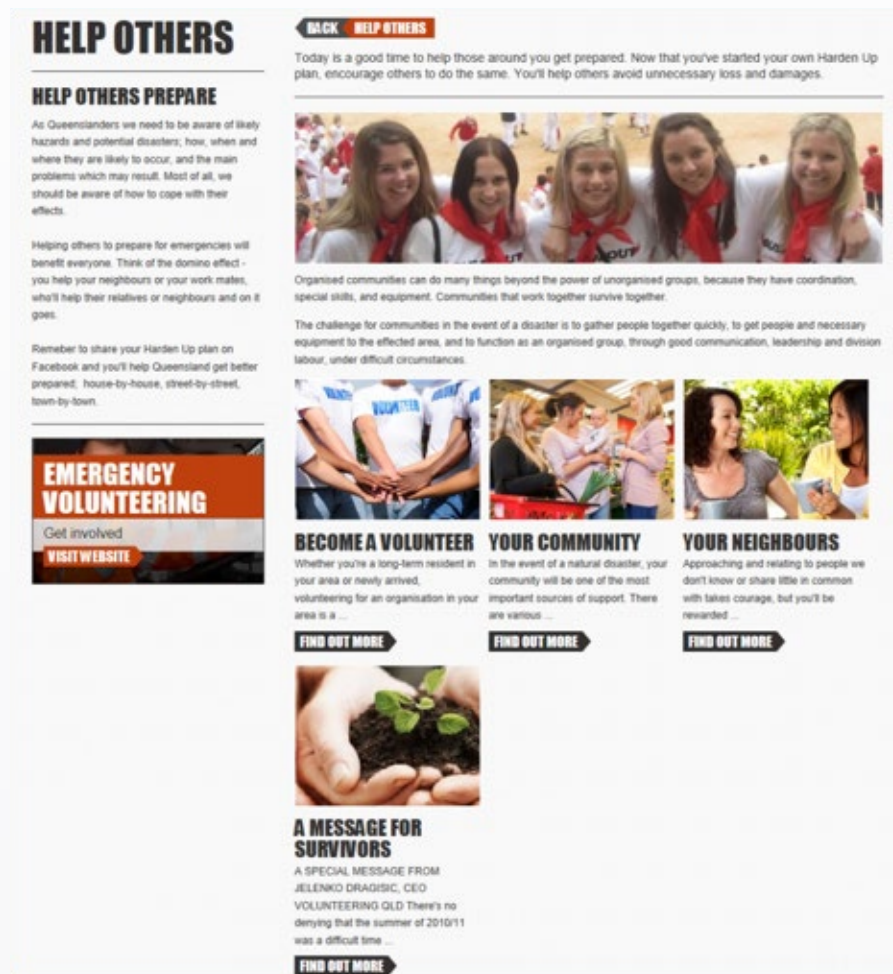 HELP OTHERS
HELP OTHERS PREPARE
As Queenslanders we need to be aware of likely
hazards and potential disasters; how, when and
where they are likely to occur, and the main
problems which may result. Most of all, we
should be aware of how to cope with their
effects.
Helping others to prepare for emergencies will
benefit everyone. Think of the domino effect -
you help your neighbours or your work mates,
who'll help their relatives or neighbours and on it
goes.
Remeber to share your Harden Up plan on
Facebook and you'll help Queensland get better
prepared; house-by-house, street-by-street,
town-by-town.
EMERGENCY
VOLUNTEERING
Get involved
VISIT WEBSITE
BACK HELP OTHERS
Today is a good time to help those around you get prepared. Now that you've started your own Harden Up
plan, encourage others to do the same. You'll help others avoid unnecessary loss and damages.
Organised communities can do many things beyond the power of unorganised groups, because they have coordination,
special skills, and equipment. Communities that work together survive together.
The challenge for communities in the event of a disaster is to gather people together quickly, to get people and necessary
equipment to the effected area, and to function as an organised group, through good communication, leadership and division
labour, under difficult circumstances.
VOLUNTEER
BECOME A VOLUNTEER
Whether you're a long-term resident in
your area or newly arrived,
volunteering for an organisation in your
area is a ...
FIND OUT MORE
YOUR COMMUNITY
In the event of a natural disaster, your
community will be one of the most
important sources of support. There
are various ...
FIND OUT MORE
YOUR NEIGHBOURS
Approaching and relating to people we
don't know or share little in common
with takes courage, but you'll be
rewarded ...
FIND OUT MORE
A MESSAGE FOR
SURVIVORS
A SPECIAL MESSAGE FROM
JELENKO DRAGISIC, CEO
VOLUNTEERING QLD There's no
denying that the summer of 2010/11
was a difficult time ...
FIND OUT MORE